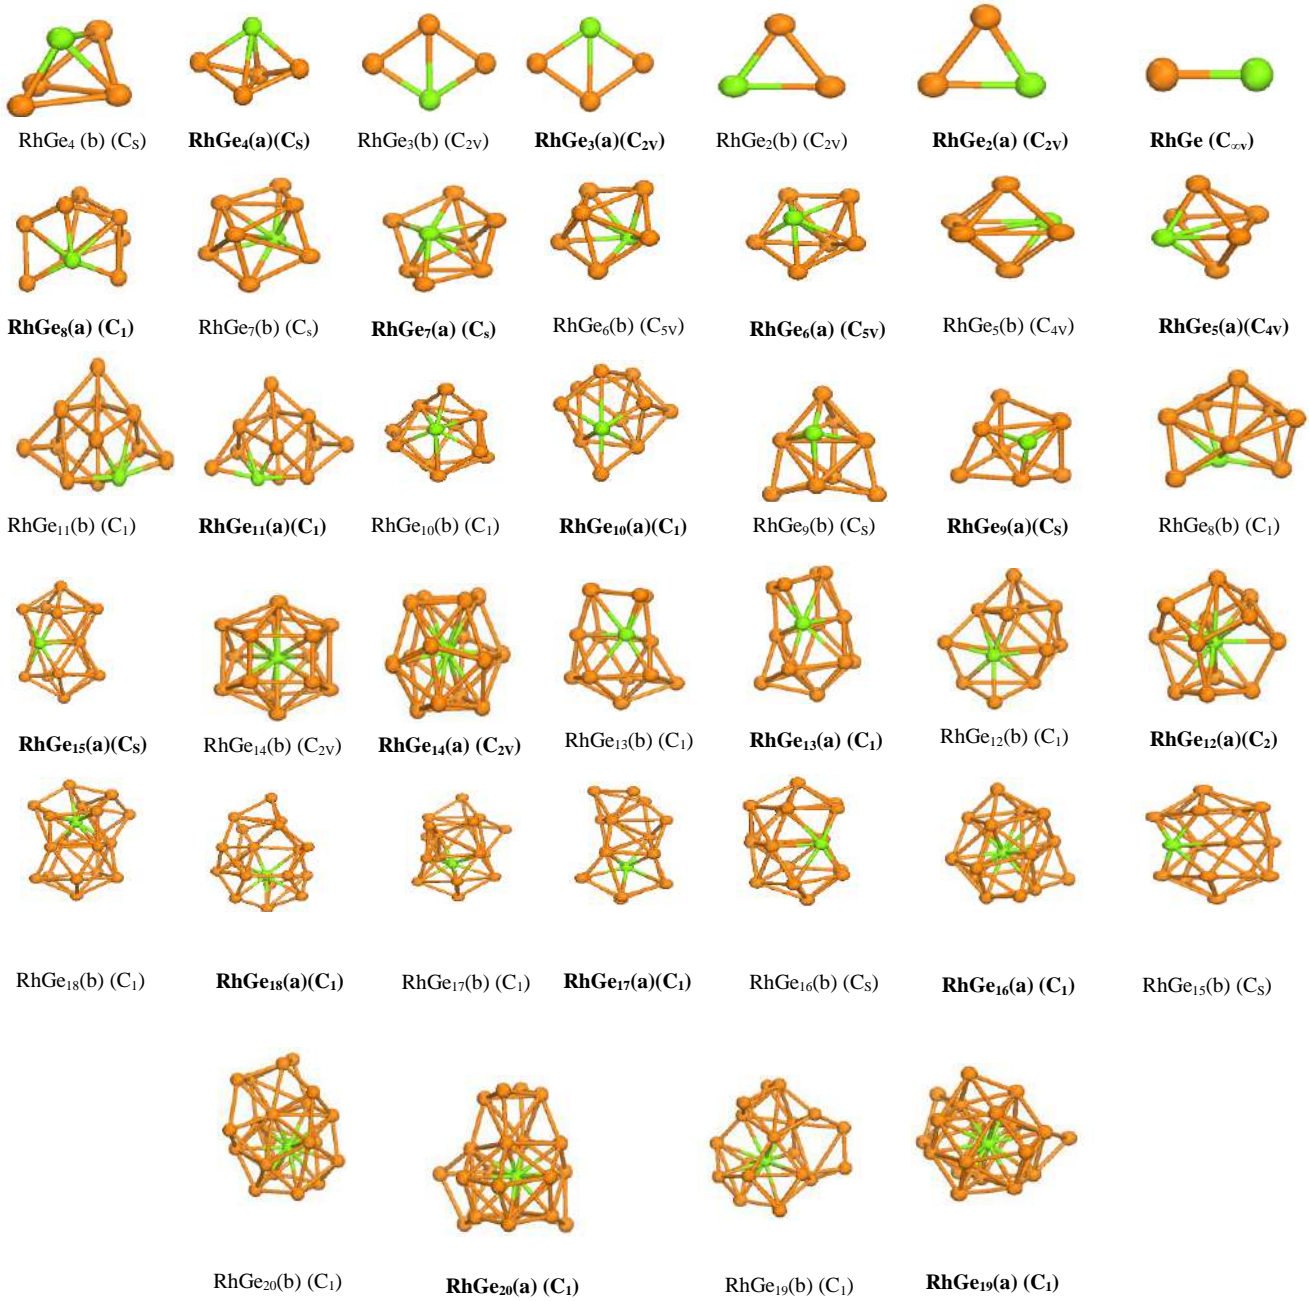 RhGe₄ (b) (Cₛ) RhGe₄(a)(Cₛ) RhGe₃(b) (C₂ᵥ) RhGe₃(a)(C₂ᵥ) RhGe₂(b) (C₂ᵥ) RhGe₂(a) (C₂ᵥ) RhGe (C∞ᵥ)
RhGe₈(a) (C₁) RhGe₇(b) (Cₛ) RhGe₇(a) (Cₛ) RhGe₆(b) (C₅ᵥ) RhGe₆(a) (C₅ᵥ) RhGe₅(b) (C₄ᵥ) RhGe₅(a)(C₄ᵥ)
RhGe₁₁(b) (C₁) RhGe₁₁(a)(C₁) RhGe₁₀(b) (C₁) RhGe₁₀(a)(C₁) RhGe₉(b) (Cₛ) RhGe₉(a)(Cₛ) RhGe₈(b) (C₁)
RhGe₁₅(a)(Cₛ) RhGe₁₄(b) (C₂ᵥ) RhGe₁₄(a) (C₂ᵥ) RhGe₁₃(b) (C₁) RhGe₁₃(a) (C₁) RhGe₁₂(b) (C₁) RhGe₁₂(a)(C₂)
RhGe₁₈(b) (C₁) RhGe₁₈(a)(C₁) RhGe₁₇(b) (C₁) RhGe₁₇(a)(C₁) RhGe₁₆(b) (Cₛ) RhGe₁₆(a) (C₁) RhGe₁₅(b) (Cₛ)
RhGe₂₀(b) (C₁) RhGe₂₀(a) (C₁) RhGe₁₉(b) (C₁) RhGe₁₉(a) (C₁)